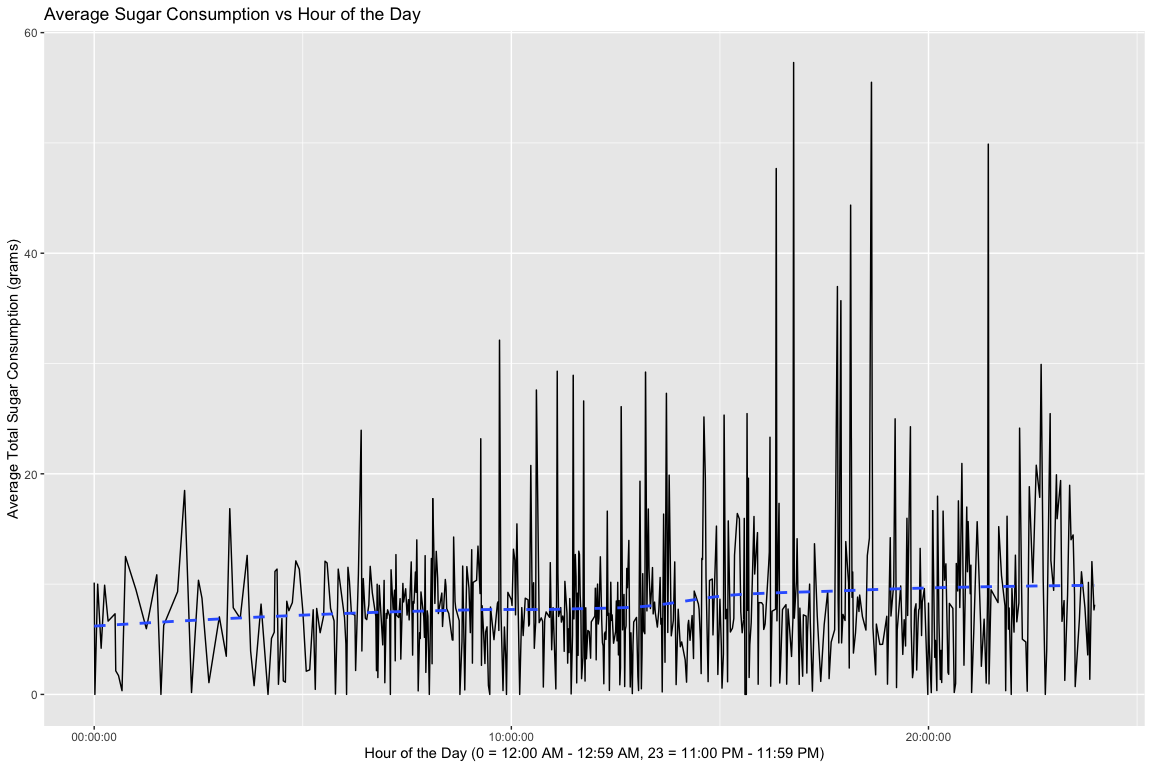 Average Sugar Consumption vs Hour of the Day
Average Total Sugar Consumption (grams)
60
40
20
0
00:00:00
10:00:00
20:00:00
Hour of the Day (0 = 12:00 AM - 12:59 AM, 23 = 11:00 PM - 11:59 PM)